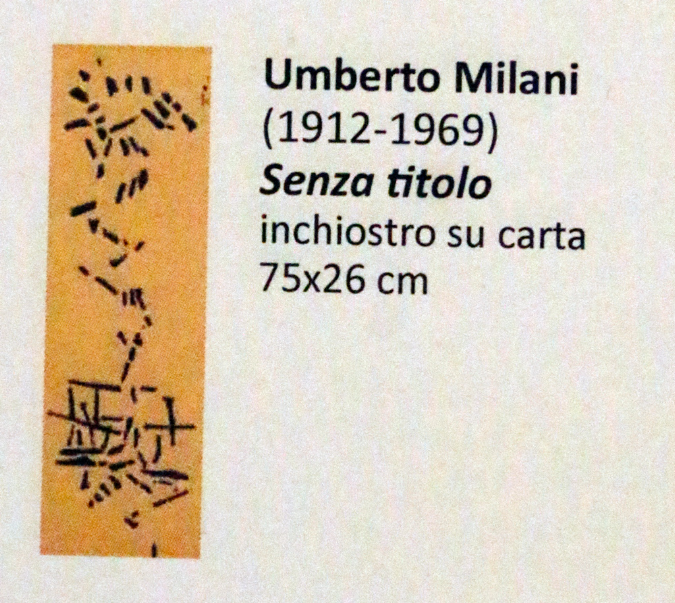 Umberto Milani
(1912-1969)
Senza titolo
inchiostro su carta
75x26 cm